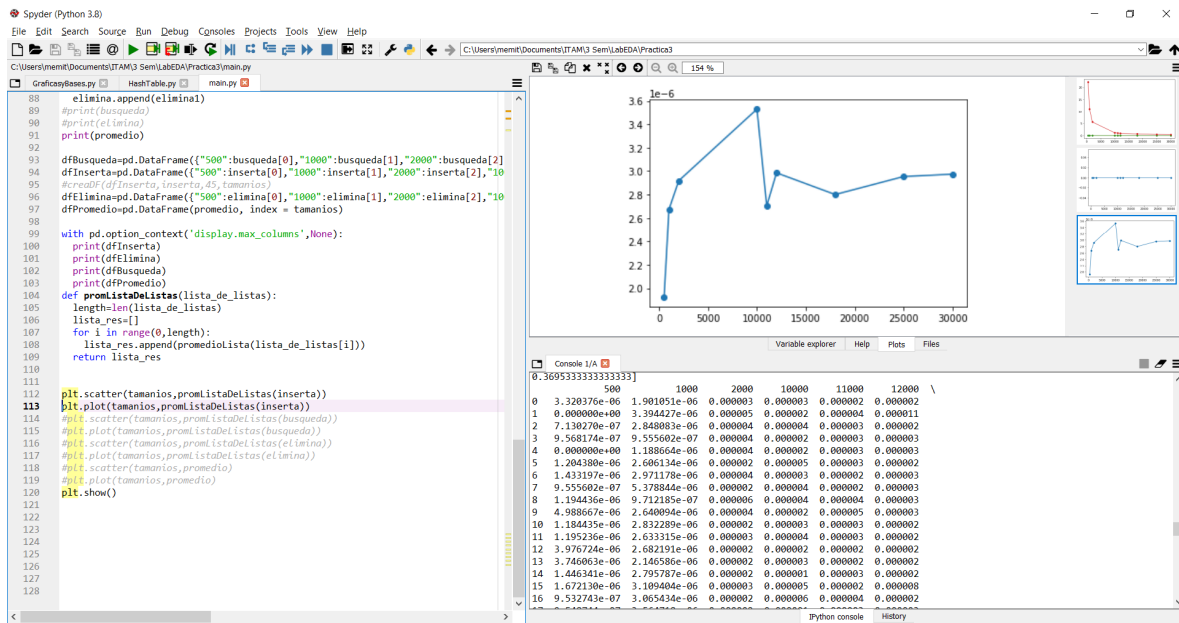 Spyder (Python 3.8)
File Edit Search Source Run Debug Consoles Projects Tools View Help
C:\Users\memit\Documents\ITAM\3 Sem\LabEDA\Practica3
C:\Users\memit\Documents\ITAM\3 Sem\LabEDA\Practica3\main.py
GraficasyBases.py HashTable.py main.py
88 elimina.append(elimina1)
89 #print(busqueda)
90 #print(elimina)
91 print(promedio)
92
93 dfBusqueda=pd.DataFrame({"500":busqueda[0],"1000":busqueda[1],"2000":busqueda[2]
94 dfInserta=pd.DataFrame({"500":inserta[0],"1000":inserta[1],"2000":inserta[2],"10
95 #creaDF(dfInserta,inserta,45,tamanios)
96 dfElimina=pd.DataFrame({"500":elimina[0],"1000":elimina[1],"2000":elimina[2],"10
97 dfPromedio=pd.DataFrame(promedio, index = tamanios)
98
99 with pd.option_context('display.max_columns',None):
100 print(dfInserta)
101 print(dfElimina)
102 print(dfBusqueda)
103 print(dfPromedio)
104 def promListaDeListas(lista_de_listas):
105 length=len(lista_de_listas)
106 lista_res=[]
107 for i in range(0,length):
108 lista_res.append(promedioLista(lista_de_listas[i]))
109 return lista_res
110
111
112 plt.scatter(tamanios,promListaDeListas(inserta))
113 plt.plot(tamanios,promListaDeListas(inserta))
114 #plt.scatter(tamanios,promListaDeListas(busqueda))
115 #plt.plot(tamanios,promListaDeListas(busqueda))
116 #plt.scatter(tamanios,promListaDeListas(elimina))
117 #plt.plot(tamanios,promListaDeListas(elimina))
118 #plt.scatter(tamanios,promedio)
119 #plt.plot(tamanios,promedio)
120 plt.show()
121
122
123
124
125
126
127
128
154 %
1e-6
3.6
3.4
3.2
3.0
2.8
2.6
2.4
2.2
2.0
0 5000 10000 15000 20000 25000 30000
Variable explorer Help Plots Files
Console 1/A
0.3695333333333333]
500 1000 2000 10000 11000 12000 \
0 3.320376e-06 1.901051e-06 0.000003 0.000003 0.000002 0.000002
1 0.000000e+00 3.394427e-06 0.000005 0.000002 0.000004 0.000011
2 7.130270e-07 2.848083e-06 0.000004 0.000004 0.000003 0.000002
3 9.568174e-07 9.555602e-07 0.000004 0.000002 0.000003 0.000003
4 0.000000e+00 1.188664e-06 0.000004 0.000002 0.000003 0.000003
5 1.204380e-06 2.606134e-06 0.000002 0.000005 0.000003 0.000002
6 1.433197e-06 2.971178e-06 0.000004 0.000003 0.000002 0.000003
7 9.555602e-07 5.378844e-06 0.000002 0.000004 0.000002 0.000002
8 1.194436e-06 9.712185e-07 0.000006 0.000004 0.000004 0.000003
9 4.988667e-06 2.640094e-06 0.000004 0.000002 0.000005 0.000003
10 1.184435e-06 2.832289e-06 0.000002 0.000003 0.000003 0.000002
11 1.195236e-06 2.633315e-06 0.000003 0.000004 0.000003 0.000002
12 3.976724e-06 2.682191e-06 0.000002 0.000002 0.000002 0.000002
13 3.746063e-06 2.146586e-06 0.000002 0.000003 0.000002 0.000002
14 1.446341e-06 2.795787e-06 0.000002 0.000001 0.000003 0.000002
15 1.672130e-06 3.109404e-06 0.000003 0.000005 0.000002 0.000008
16 9.532743e-07 3.065434e-06 0.000002 0.000006 0.000004 0.000002
IPython console History